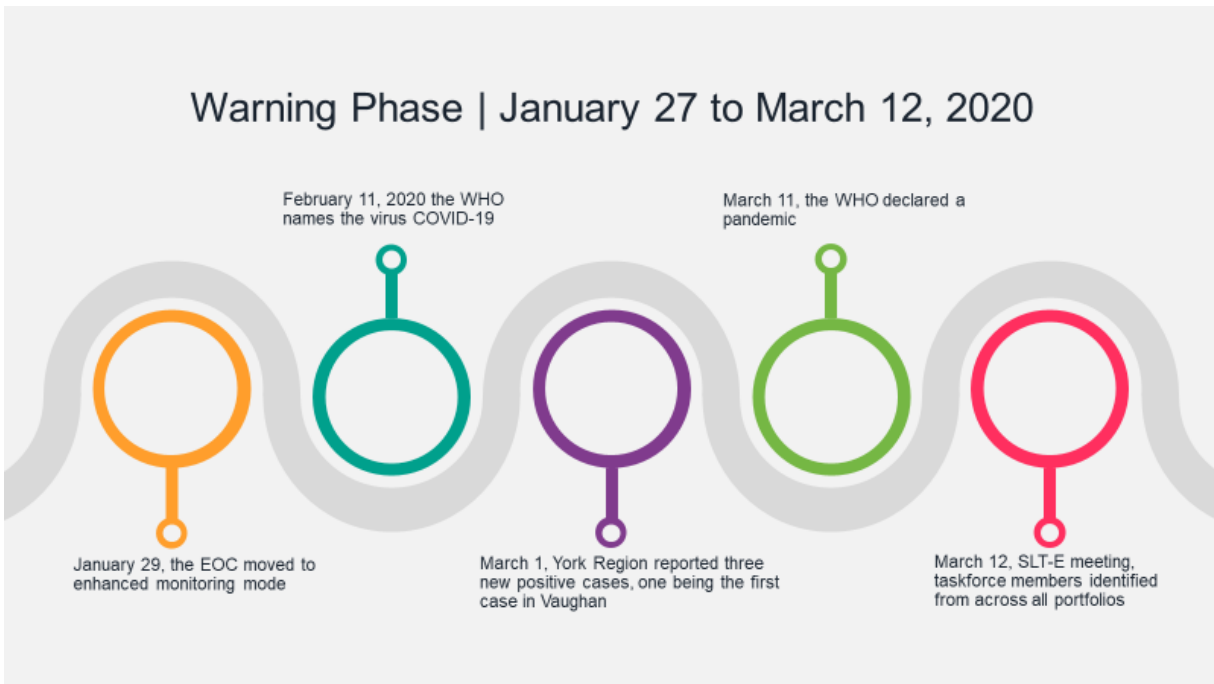 Warning Phase | January 27 to March 12, 2020
February 11, 2020 the WHO
names the virus COVID-19
March 11, the WHO declared a
pandemic
January 29, the EOC moved to
enhanced monitoring mode
March 1, York Region reported three
new positive cases, one being the first
case in Vaughan
March 12, SLT-E meeting,
taskforce members identified
from across all portfolios